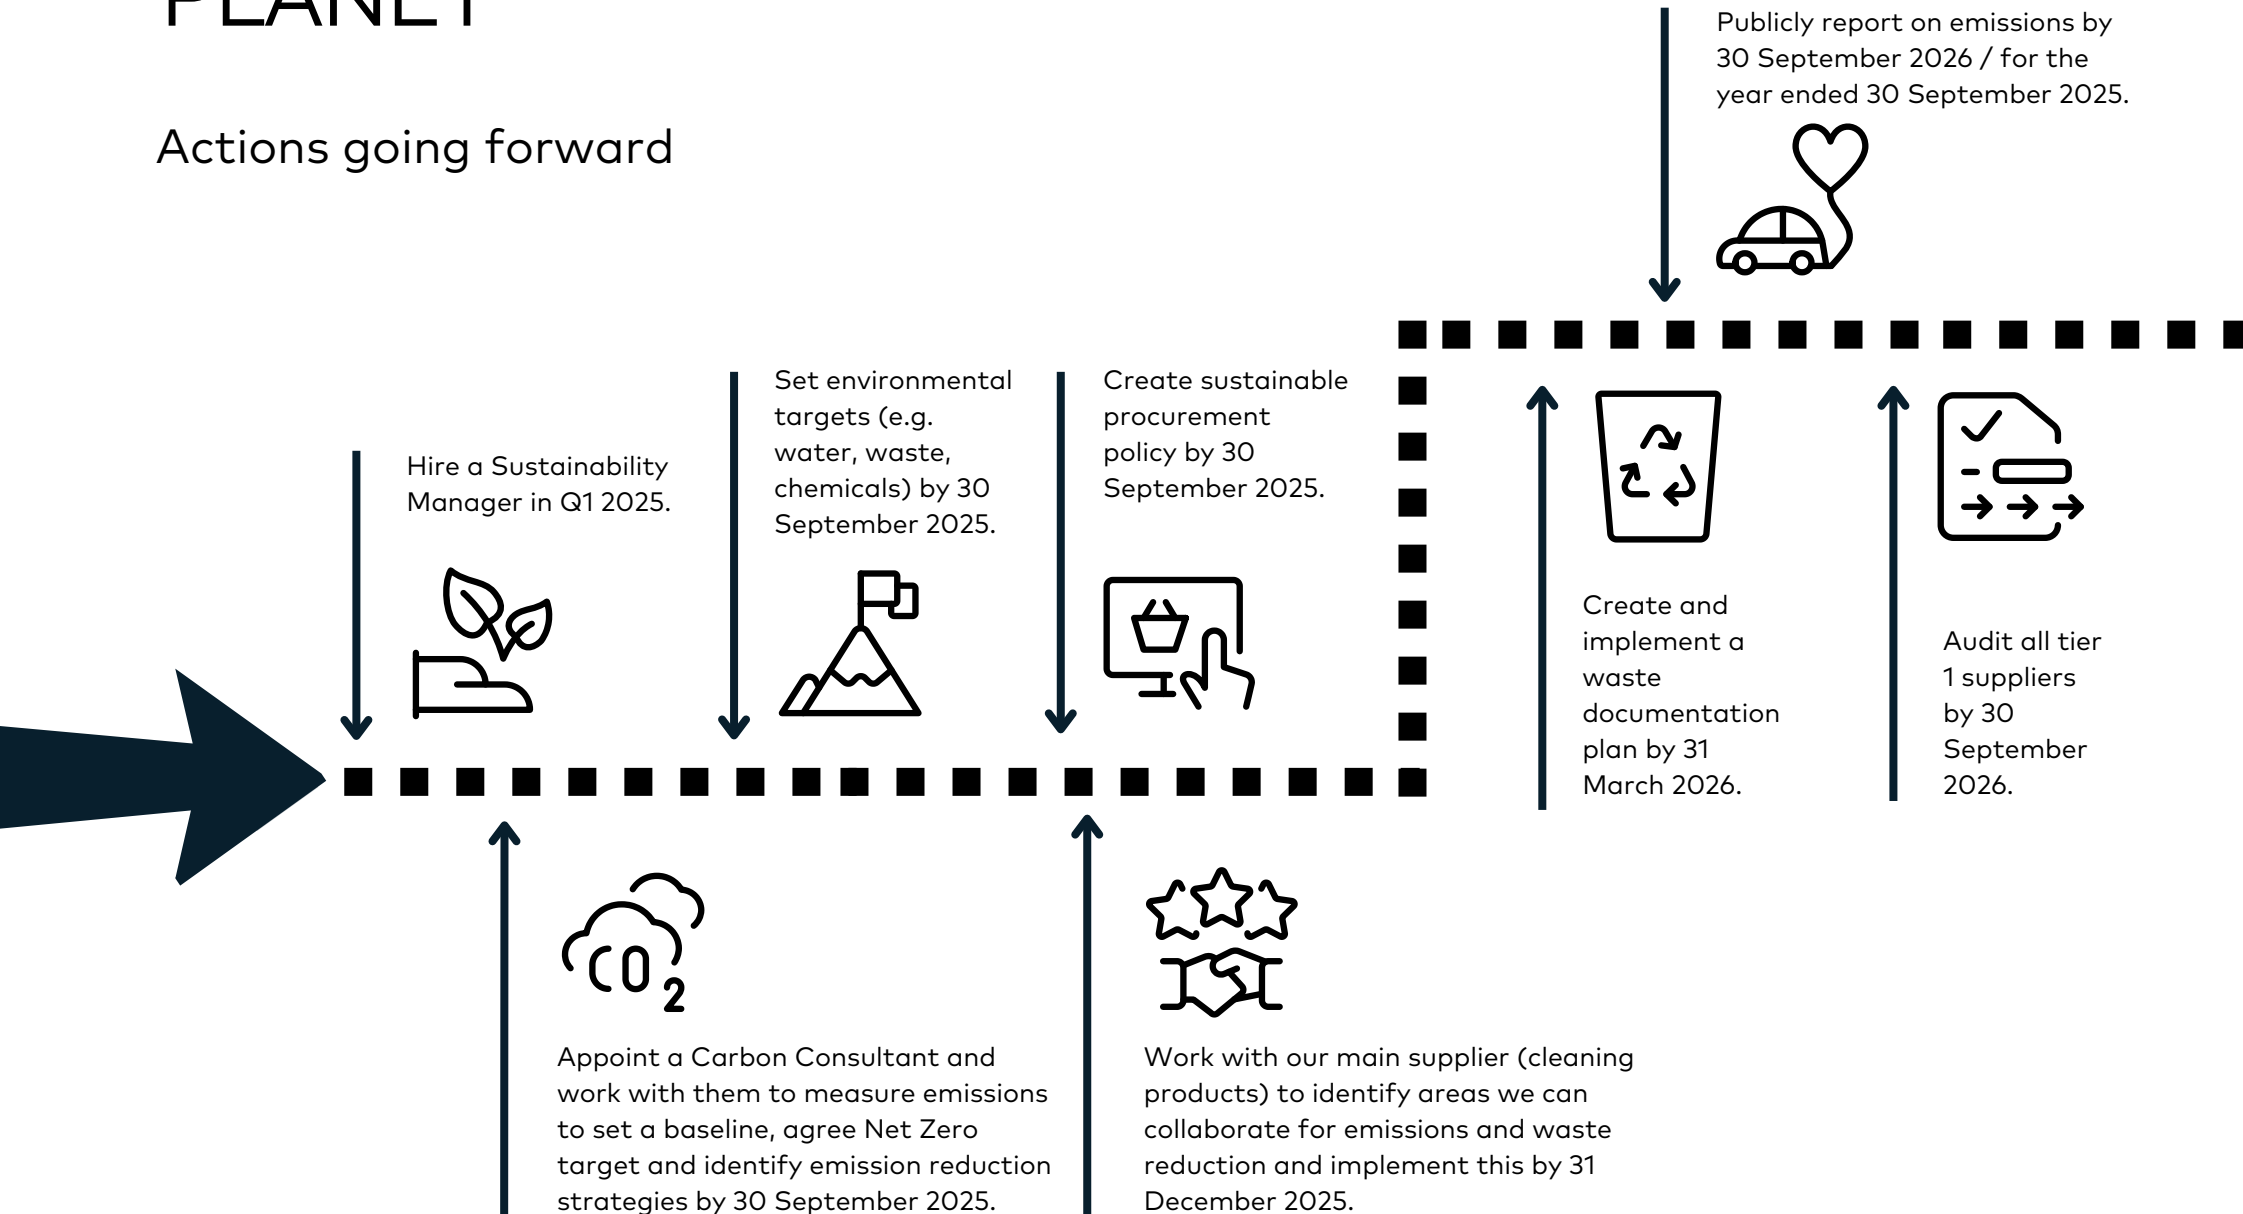 PLANET
Actions going forward
Publicly report on emissions by
30 September 2026 / for the
year ended 30 September 2025.
Hire a Sustainability
Manager in Q1 2025.
Set environmental
targets (e.g.
water, waste,
chemicals) by 30
September 2025.
Create sustainable
procurement
policy by 30
September 2025.
Create and
implement a
waste
documentation
plan by 31
March 2026.
Audit all tier
1 suppliers
by 30
September
2026.
CO2
Appoint a Carbon Consultant and
work with them to measure emissions
to set a baseline, agree Net Zero
target and identify emission reduction
strategies by 30 September 2025.
Work with our main supplier (cleaning
products) to identify areas we can
collaborate for emissions and waste
reduction and implement this by 31
December 2025.